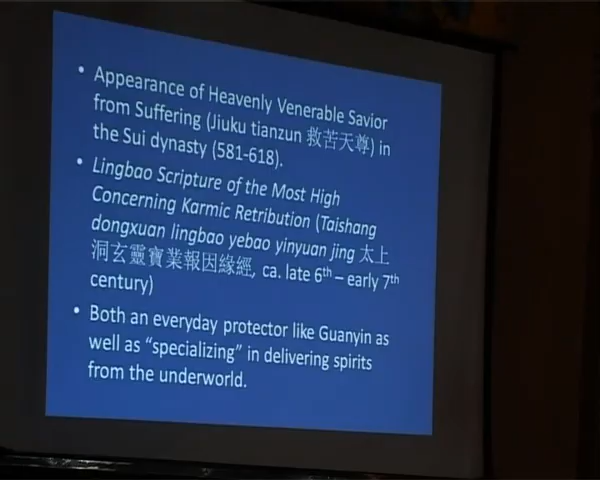 • Appearance of Heavenly Venerable Savior
from Suffering (Jiuku tianzun 救苦天尊) in
the Sui dynasty (581-618).
• Lingbao Scripture of the Most High
Concerning Karmic Retribution (Taishang
dongxuan lingbao yebao yinyuan jing 太上
洞玄靈寶業報因緣經, ca. late 6th – early 7th
century)
• Both an everyday protector like Guanyin as
well as “specializing” in delivering spirits
from the underworld.